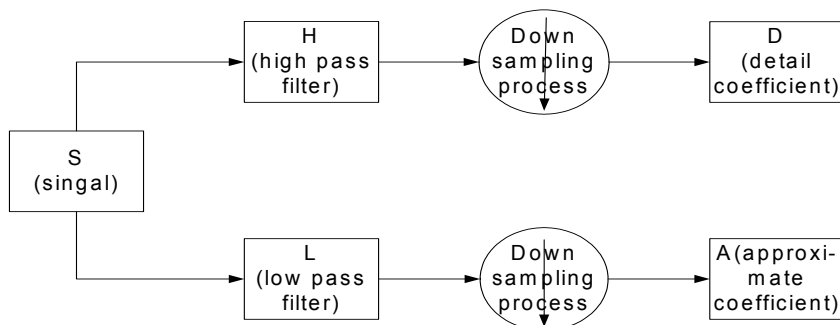 H
(high pass
filter)
Down
sampling
process
D
(detail
coefficient)
S
(singal)
L
(low pass
filter)
Down
sampling
process
A(approxi-
mate
coefficient)